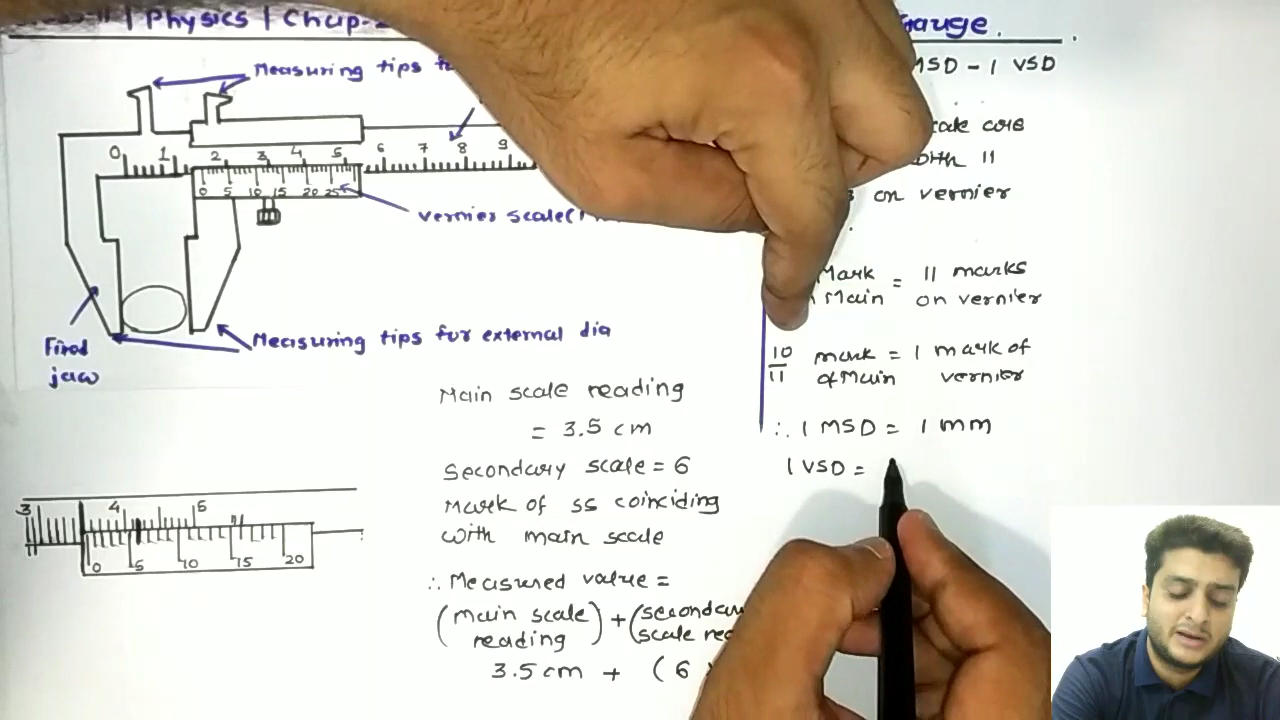 11 | Physics | Chap-2
Gauge.
Measuring tips
MSD - 1 VSD
0 1 2 3 4 5 6 7 8 9
0 5 10 15 20 25
vernier scale
with 11
on vernier
Mark = 11 marks
Main on vernier
Measuring tips for external dia
Fixed
jaw
10/11 mark = 1 mark of
of Main vernier
Main scale reading
= 3.5 cm
∴ 1 MSD = 1 mm
Secondary scale = 6
1 VSD =
Mark of ss coinciding
with main scale
3 4 5
0 5 10 15 20
∴ Measured value =
(main scale reading) + (secondary scale
3.5 cm + ( 6